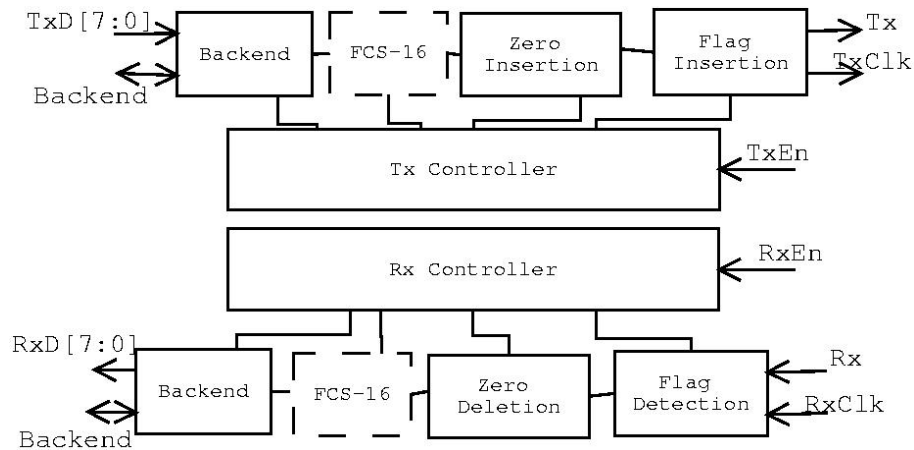 TxD[7:0]
Backend
Backend
FCS-16
Zero
Insertion
Flag
Insertion
Tx
TxClk
Tx Controller
TxEn
Rx Controller
RxEn
RxD[7:0]
Backend
Backend
FCS-16
Zero
Deletion
Flag
Detection
Rx
RxClk